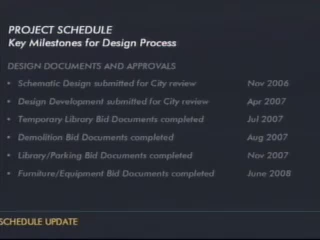 PROJECT SCHEDULE
Key Milestones for Design Process
DESIGN DOCUMENTS AND APPROVALS
• Schematic Design submitted for City review Nov 2006
• Design Development submitted for City review Apr 2007
• Temporary Library Bid Documents completed Jul 2007
• Demolition Bid Documents completed Aug 2007
• Library/Parking Bid Documents completed Nov 2007
• Furniture/Equipment Bid Documents completed June 2008
SCHEDULE UPDATE